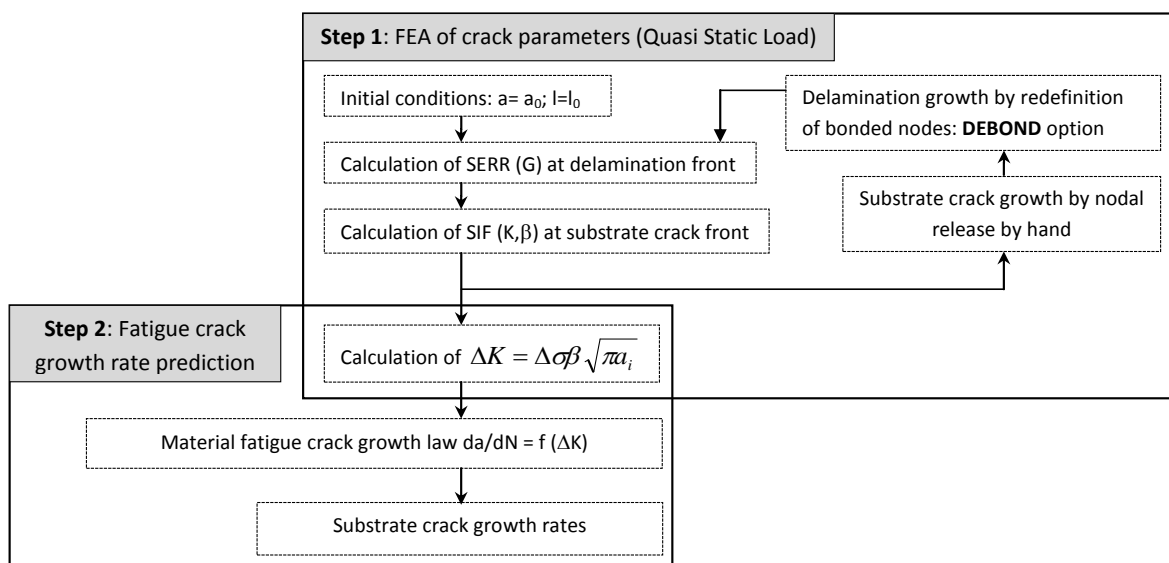 Step 1: FEA of crack parameters (Quasi Static Load)
Initial conditions: a= a₀; l=l₀
Calculation of SERR (G) at delamination front
Calculation of SIF (K,β) at substrate crack front
Delamination growth by redefinition
of bonded nodes: DEBOND option
Substrate crack growth by nodal
release by hand
Step 2: Fatigue crack
growth rate prediction
Calculation of ΔK = Δσβ√πaᵢ
Material fatigue crack growth law da/dN = f (ΔK)
Substrate crack growth rates